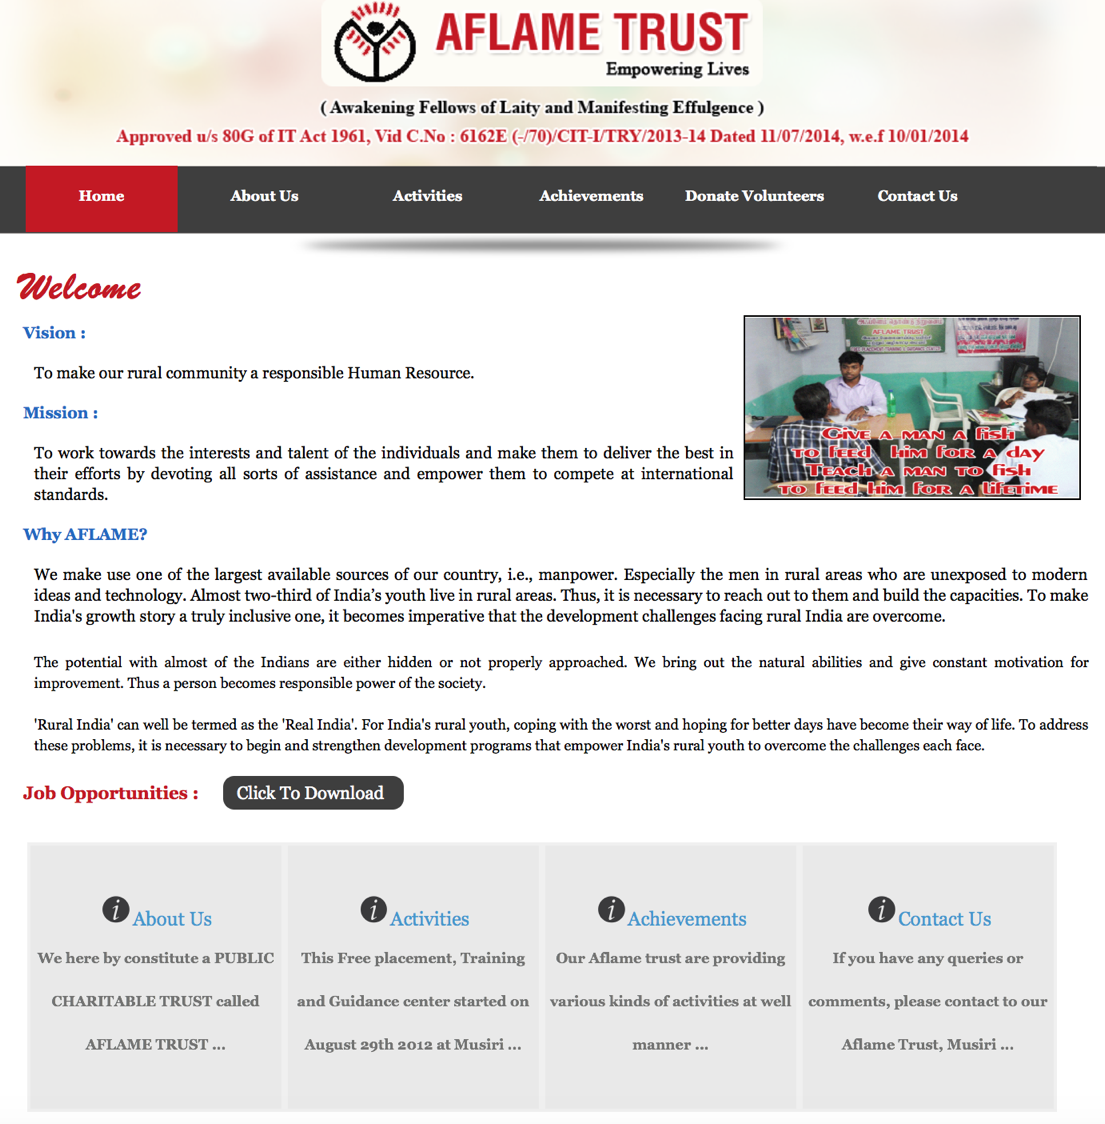 AFLAME TRUST
Empowering Lives
( Awakening Fellows of Laity and Manifesting Effulgence )
Approved u/s 80G of IT Act 1961, Vid C.No : 6162E (-/70)/CIT-I/TRY/2013-14 Dated 11/07/2014, w.e.f 10/01/2014
Home About Us Activities Achievements Donate Volunteers Contact Us
Welcome
Vision :
To make our rural community a responsible Human Resource.
Mission :
To work towards the interests and talent of the individuals and make them to deliver the best in
their efforts by devoting all sorts of assistance and empower them to compete at international
standards.
AFLAME TRUST
Give a man a fish
to feed him for a day
Teach a man to fish
to feed him for a lifetime
Why AFLAME?
We make use one of the largest available sources of our country, i.e., manpower. Especially the men in rural areas who are unexposed to modern
ideas and technology. Almost two-third of India’s youth live in rural areas. Thus, it is necessary to reach out to them and build the capacities. To make
India's growth story a truly inclusive one, it becomes imperative that the development challenges facing rural India are overcome.
The potential with almost of the Indians are either hidden or not properly approached. We bring out the natural abilities and give constant motivation for
improvement. Thus a person becomes responsible power of the society.
'Rural India' can well be termed as the 'Real India'. For India's rural youth, coping with the worst and hoping for better days have become their way of life. To address
these problems, it is necessary to begin and strengthen development programs that empower India's rural youth to overcome the challenges each face.
Job Opportunities : Click To Download
i About Us
We here by constitute a PUBLIC
CHARITABLE TRUST called
AFLAME TRUST ...
i Activities
This Free placement, Training
and Guidance center started on
August 29th 2012 at Musiri ...
i Achievements
Our Aflame trust are providing
various kinds of activities at well
manner ...
i Contact Us
If you have any queries or
comments, please contact to our
Aflame Trust, Musiri ...